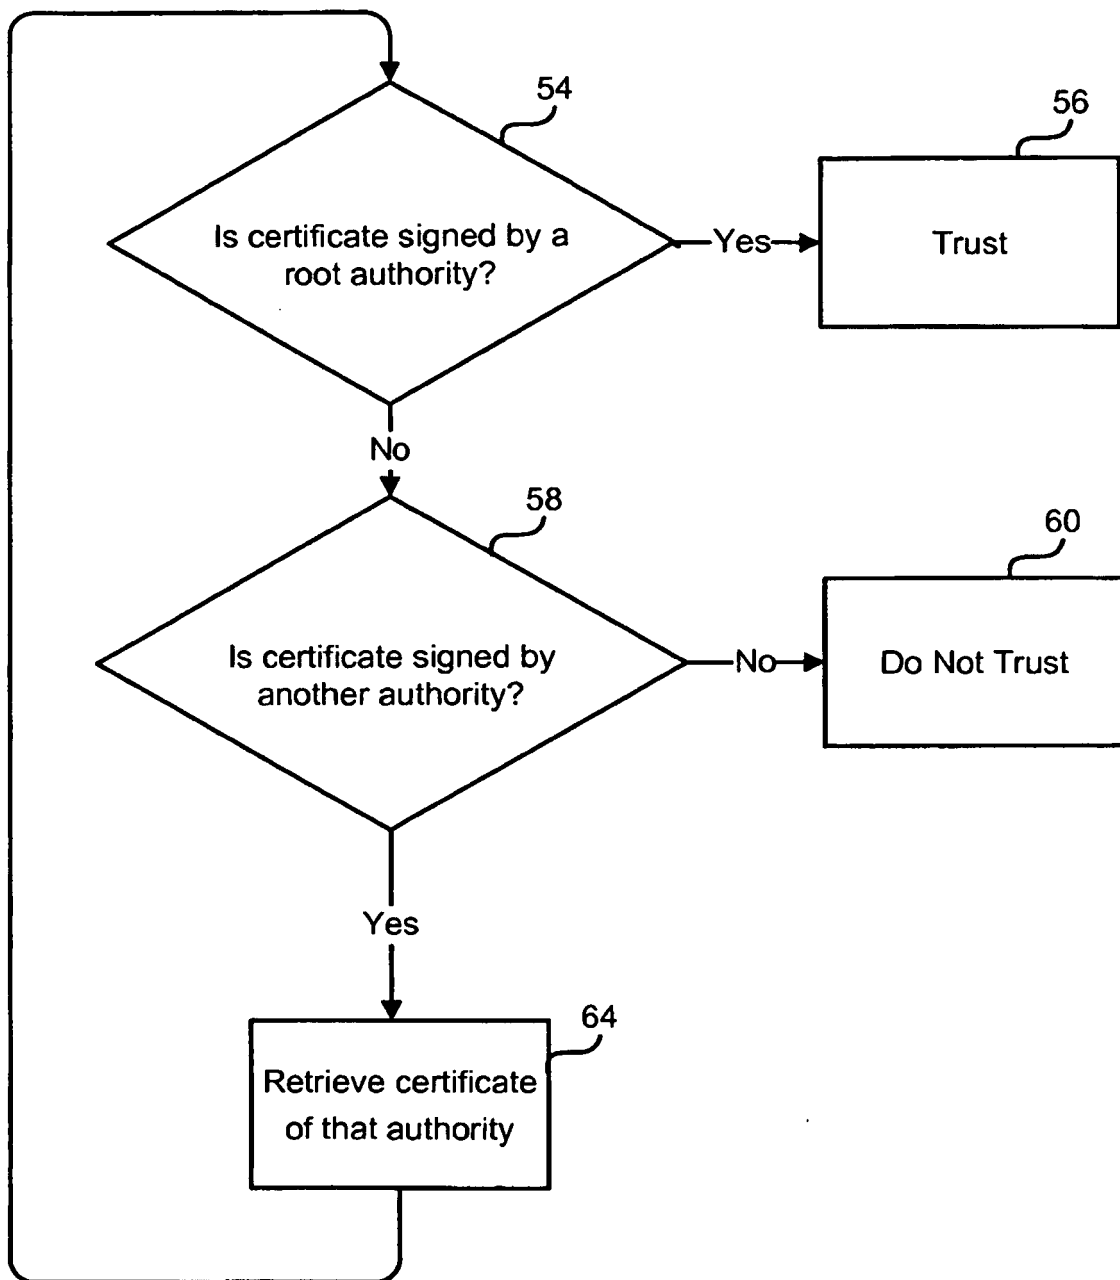 54
56
Is certificate signed by a
root authority?
Yes
Trust
No
58
60
Is certificate signed by
another authority?
No
Do Not Trust
Yes
64
Retrieve certificate
of that authority